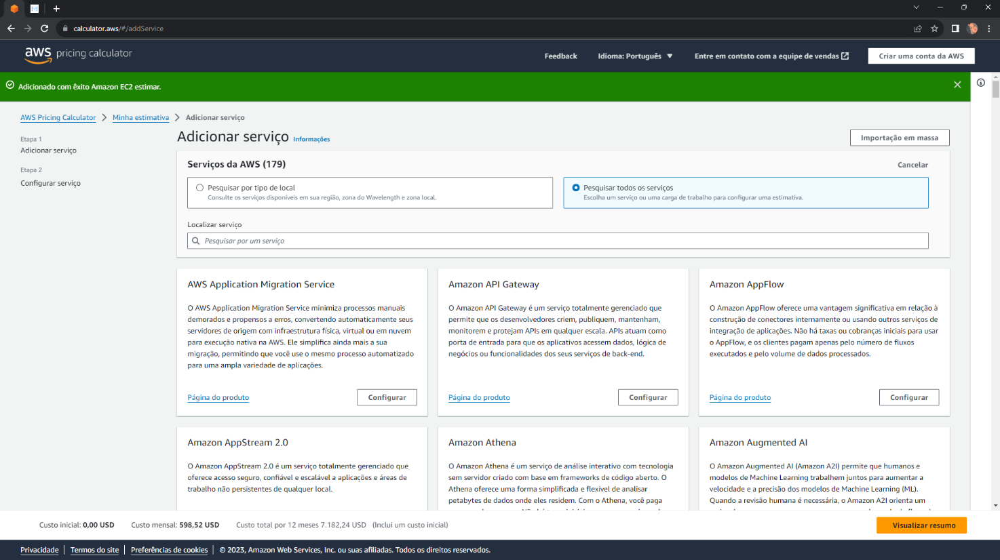 calculator.aws/#/addService
aws pricing calculator
Feedback
Idioma: Português
Entre em contato com a equipe de vendas
Criar uma conta da AWS
Adicionado com êxito Amazon EC2 estimar.
AWS Pricing Calculator
Minha estimativa
Adicionar serviço
Etapa 1
Adicionar serviço
Etapa 2
Configurar serviço
Adicionar serviço Informações
Importação em massa
Serviços da AWS (179)
Cancelar
Pesquisar por tipo de local
Consulte os serviços disponíveis em sua região, zona do Wavelength e zona local.
Pesquisar todos os serviços
Escolha um serviço ou uma carga de trabalho para configurar uma estimativa.
Localizar serviço
Pesquisar por um serviço
AWS Application Migration Service
O AWS Application Migration Service minimiza processos manuais
demorados e propensos a erros, convertendo automaticamente seus
servidores de origem com infraestrutura física, virtual ou em nuvem
para execução nativa na AWS. Ele simplifica ainda mais a sua
migração, permitindo que você use o mesmo processo automatizado
para uma ampla variedade de aplicações.
Página do produto
Configurar
Amazon API Gateway
O Amazon API Gateway é um serviço totalmente gerenciado que
permite que os desenvolvedores criem, publiquem, mantenham,
monitorem e protejam APIs em qualquer escala. APIs atuam como
porta de entrada para que os aplicativos acessem dados, lógica de
negócios ou funcionalidades dos seus serviços de back-end.
Página do produto
Configurar
Amazon AppFlow
O Amazon AppFlow oferece uma vantagem significativa em relação à
construção de conectores internamente ou usando outros serviços de
integração de aplicações. Não há taxas ou cobranças iniciais para usar
o AppFlow, e os clientes pagam apenas pelo número de fluxos
executados e pelo volume de dados processados.
Página do produto
Configurar
Amazon AppStream 2.0
O Amazon AppStream 2.0 é um serviço totalmente gerenciado que
oferece acesso seguro, confiável e escalável a aplicações e áreas de
trabalho não persistentes de qualquer local.
Amazon Athena
O Amazon Athena é um serviço de análise interativo com tecnologia
sem servidor criado com base em frameworks de código aberto. O
Athena oferece uma forma simplificada e flexível de analisar
petabytes de dados onde eles residem. Com o Athena, você paga
Amazon Augmented AI
O Amazon Augmented AI (Amazon A2I) permite que humanos e
modelos de Machine Learning trabalhem juntos para aumentar a
velocidade e a precisão dos modelos de Machine Learning (ML).
Quando a revisão humana é necessária, o Amazon A2I orienta um
Custo inicial: 0,00 USD
Custo mensal: 598,52 USD
Custo total por 12 meses 7.182,24 USD (Inclui um custo inicial)
Visualizar resumo
Privacidade
Termos do site
Preferências de cookies
© 2023, Amazon Web Services, Inc. ou suas afiliadas. Todos os direitos reservados.